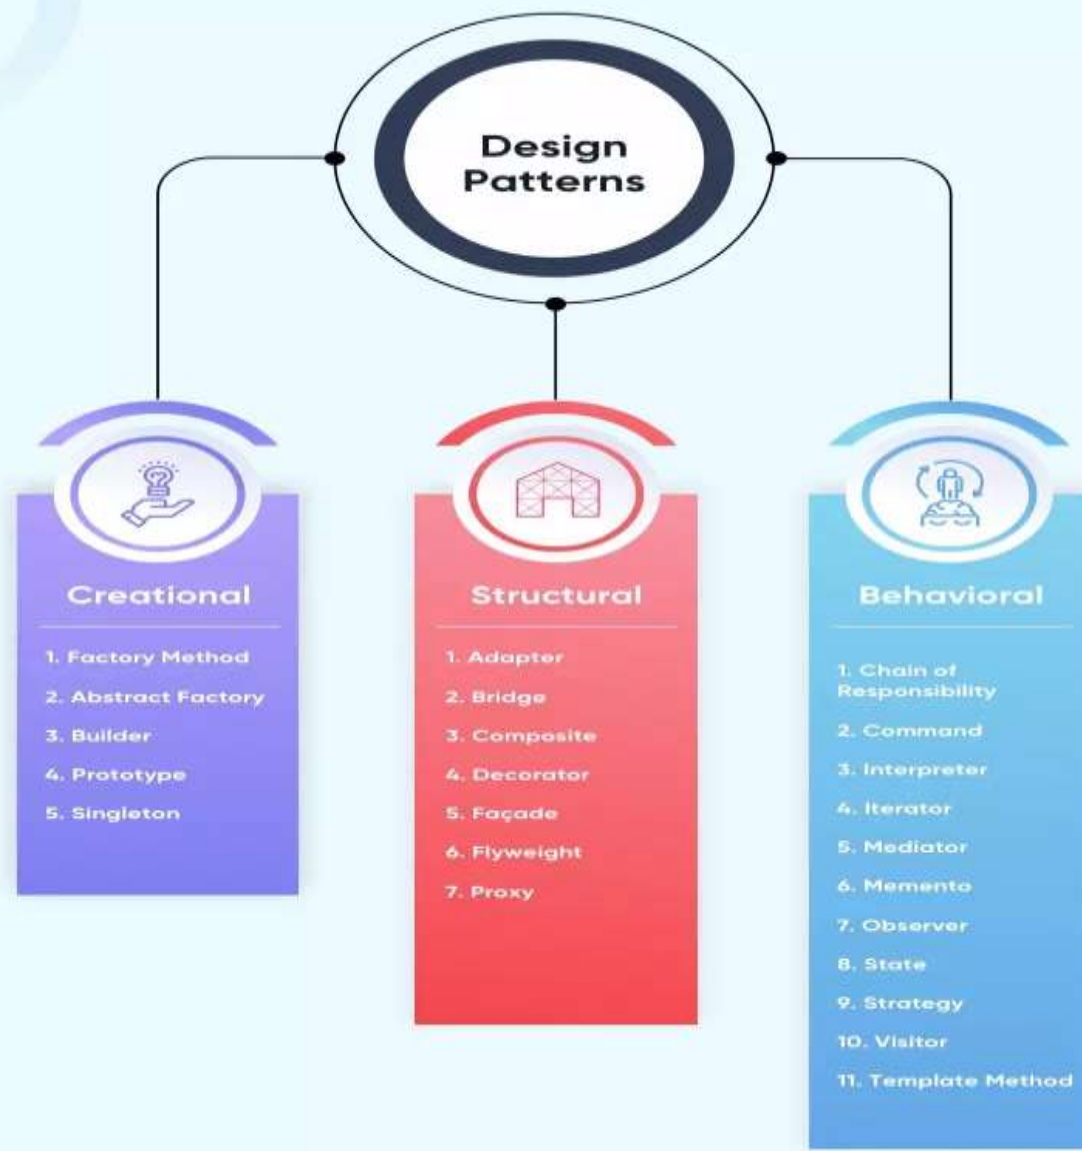 Design
Patterns
Creational
1. Factory Method
2. Abstract Factory
3. Builder
4. Prototype
5. Singleton
Structural
1. Adapter
2. Bridge
3. Composite
4. Decorator
5. Façade
6. Flyweight
7. Proxy
Behavioral
1. Chain of
Responsibility
2. Command
3. Interpreter
4. Iterator
5. Mediator
6. Memento
7. Observer
8. State
9. Strategy
10. Visitor
11. Template Method